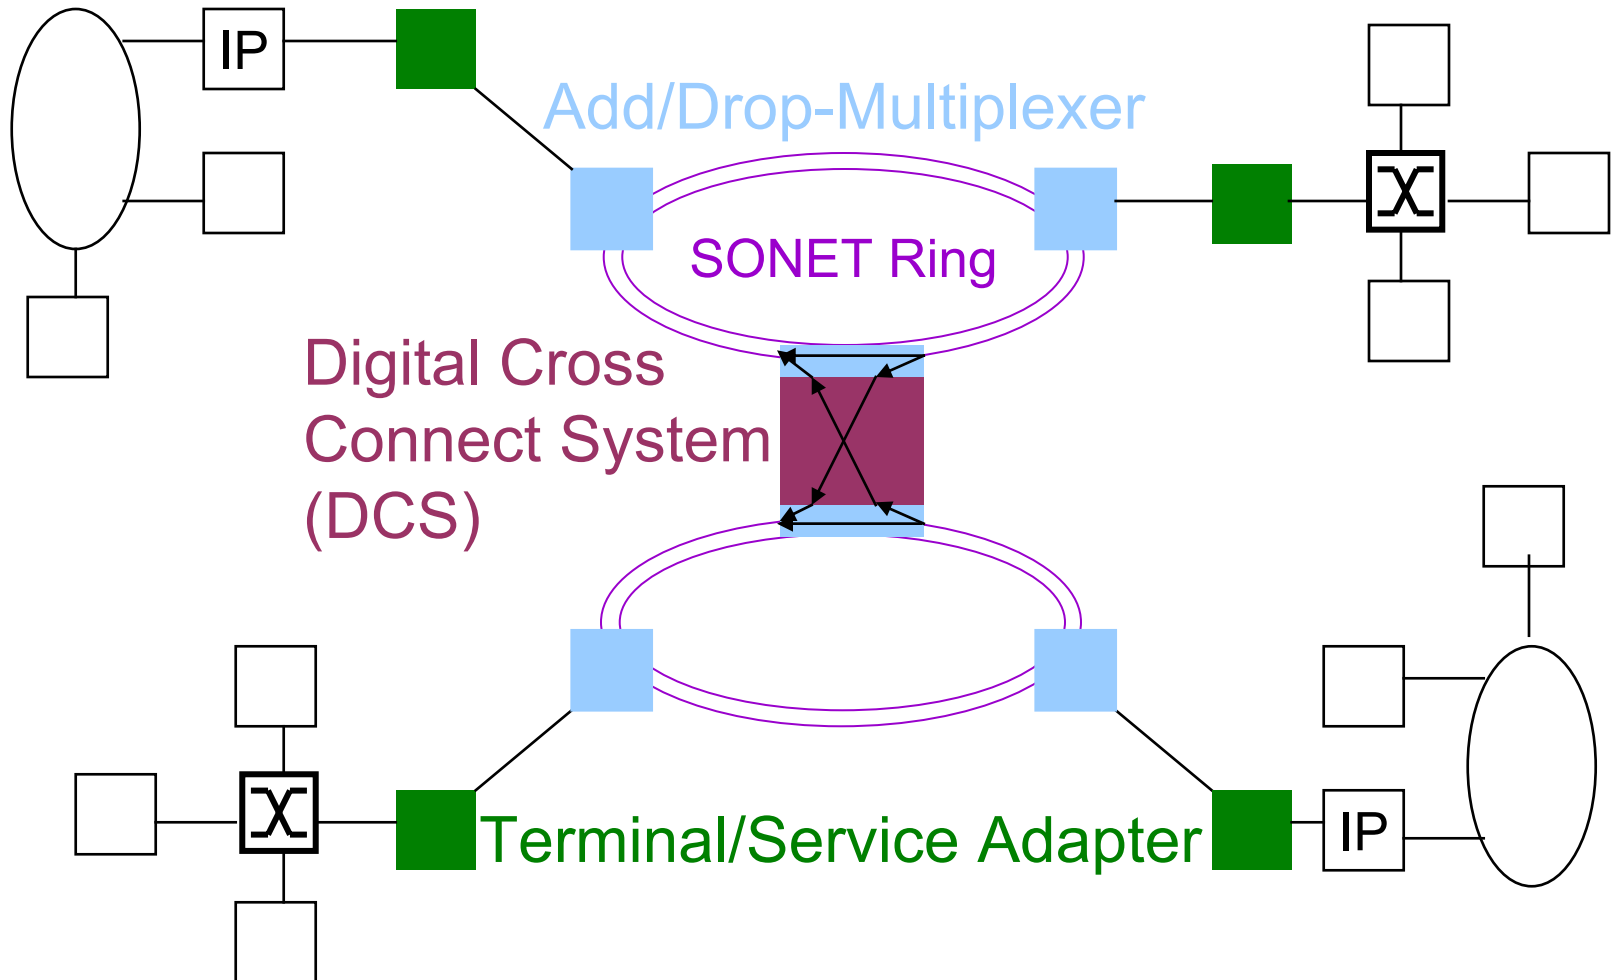 IP
Add/Drop-Multiplexer
SONET Ring
Digital Cross
Connect System
(DCS)
Terminal/Service Adapter
IP